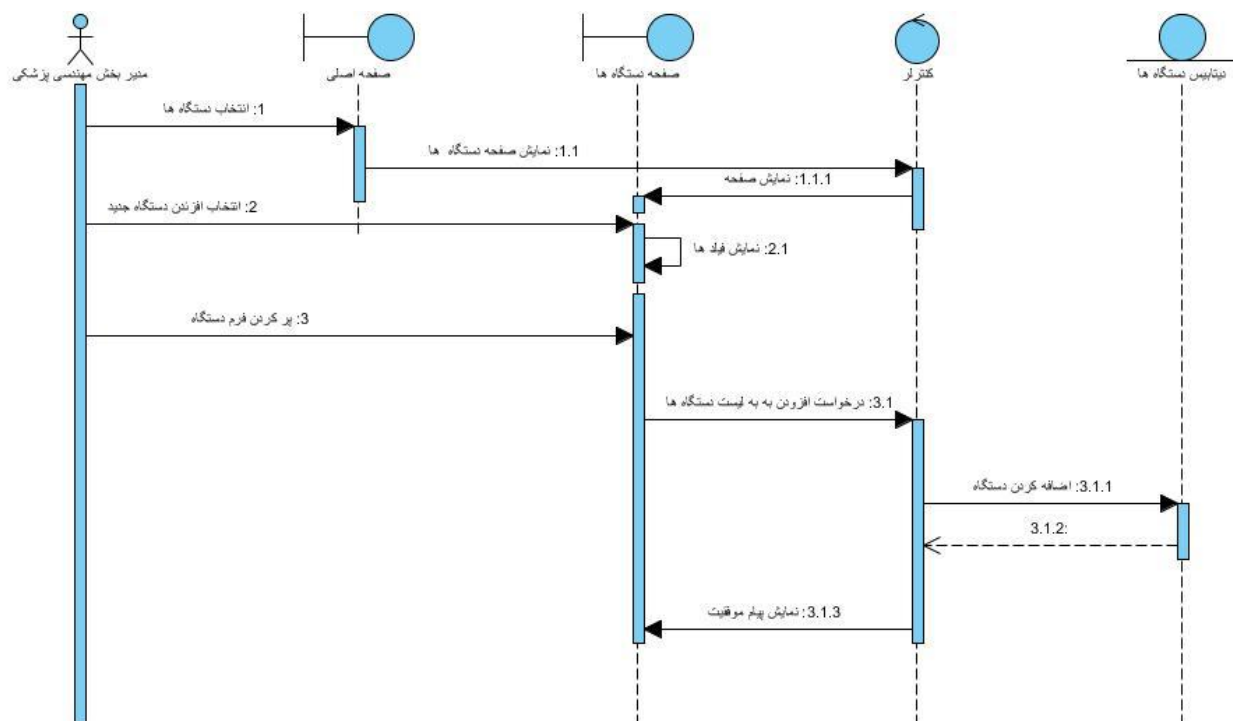 مدیر بخش مهندسی پزشکی
صفحه اصلی
صفحه دستگاه ها
کنترلر
دیتابیس دستگاه ها
1: انتخاب دستگاه ها
1.1: نمایش صفحه دستگاه ها
1.1.1: نمایش صفحه
2: انتخاب افزندن دستگاه جدید
2.1: نمایش فیلد ها
3: پر کردن فرم دستگاه
3.1: درخواست افزودن به به لیست دستگاه ها
3.1.1: اضافه کردن دستگاه
3.1.2:
3.1.3: نمایش پیام موفقیت